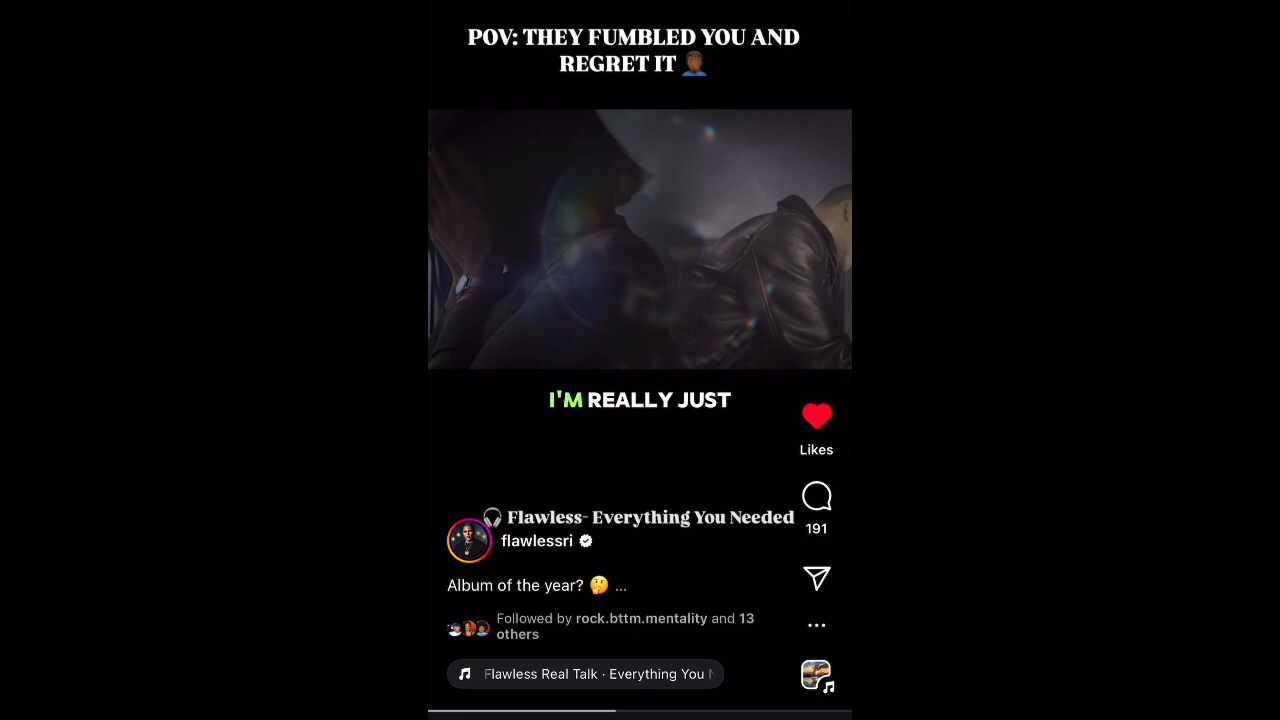 POV: THEY FUMBLED YOU AND
REGRET IT 🤦🏾‍♂️
I'M REALLY JUST
Likes
🎧 Flawless- Everything You Needed
flawlessri
191
Album of the year? 🤔 ...
Followed by rock.bttm.mentality and 13
others
Flawless Real Talk · Everything You N